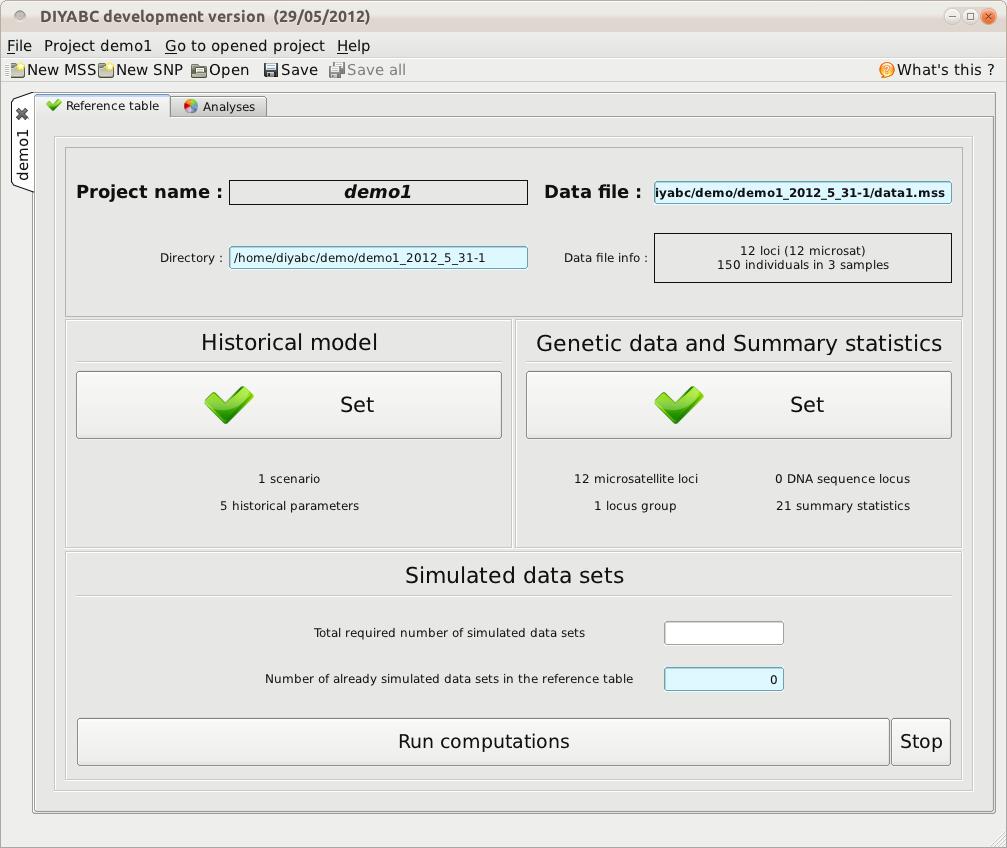 DIYABC development version (29/05/2012)
File Project demo1 Go to opened project Help
New MSS New SNP Open Save Save all What's this ?
demo1
Reference table Analyses
Project name : demo1 Data file : iyabc/demo/demo1_2012_5_31-1/data1.mss
Directory : /home/diyabc/demo/demo1_2012_5_31-1 Data file info : 12 loci (12 microsat)
150 individuals in 3 samples
Historical model
Set
1 scenario
5 historical parameters
Genetic data and Summary statistics
Set
12 microsatellite loci 0 DNA sequence locus
1 locus group 21 summary statistics
Simulated data sets
Total required number of simulated data sets
Number of already simulated data sets in the reference table 0
Run computations Stop